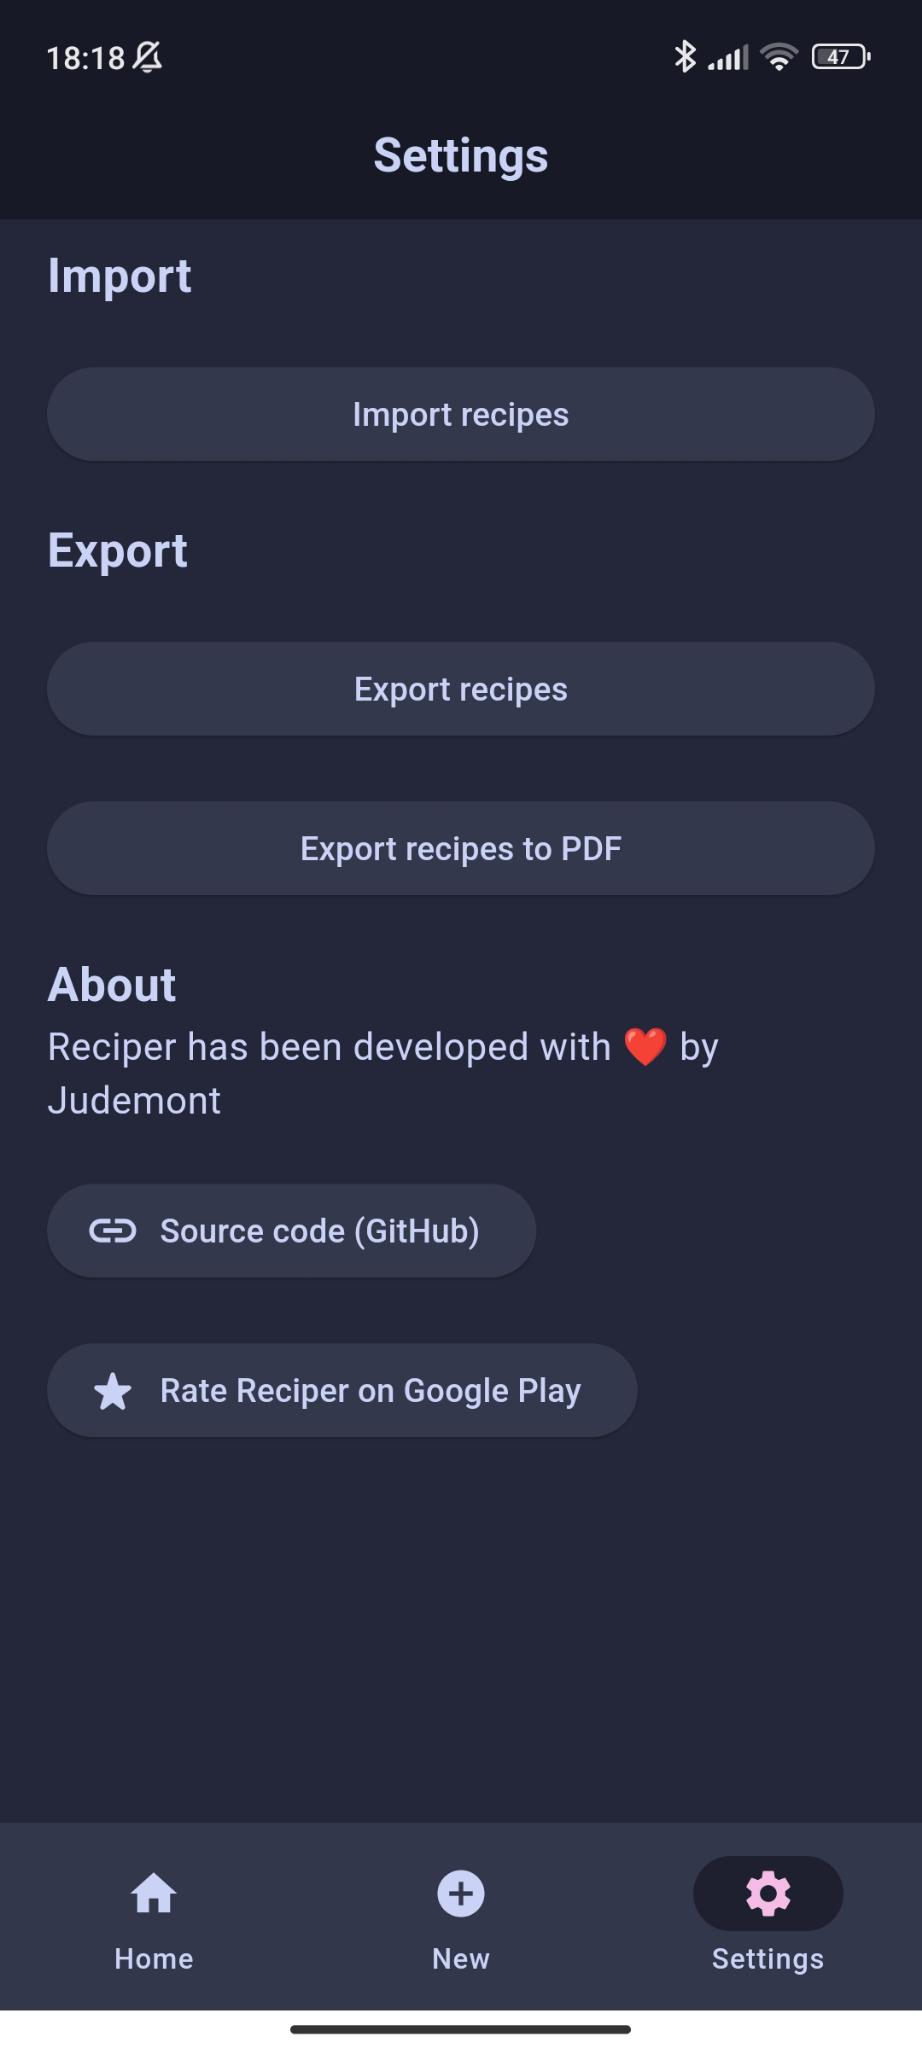 18:18
47
Settings
Import
Import recipes
Export
Export recipes
Export recipes to PDF
About
Reciper has been developed with ❤️ by
Judemont
Source code (GitHub)
Rate Reciper on Google Play
Home
New
Settings